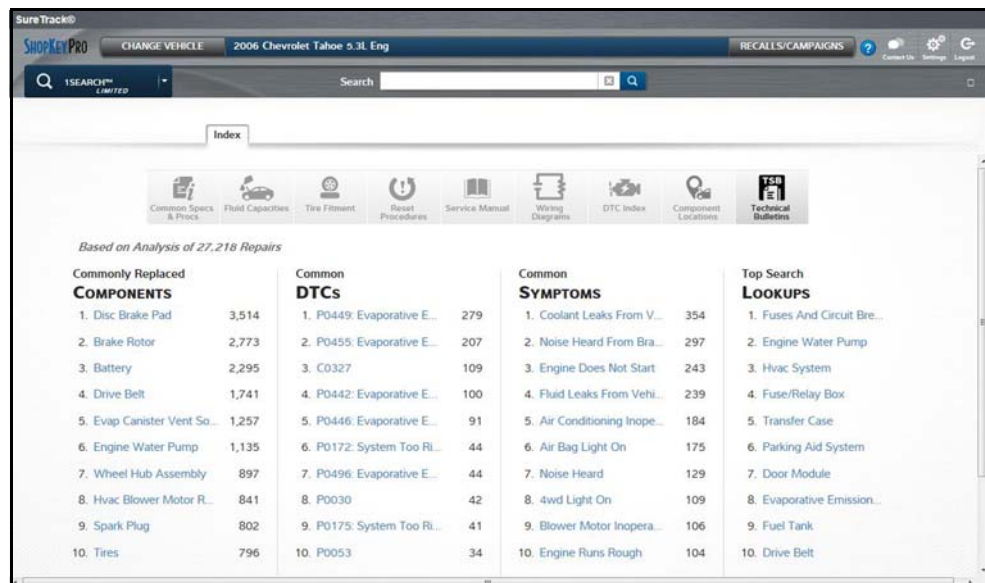 SureTrack®
SHOPKEYPRO CHANGE VEHICLE 2006 Chevrolet Tahoe 5.3L Eng RECALLS/CAMPAIGNS ? Contact Us Settings Logout
1SEARCH™ LIMITED Search
Index
Common Specs & Procs
Fluid Capacities
Tire Fitment
Reset Procedures
Service Manual
Wiring Diagrams
DTC Index
Component Locations
TSB
Technical Bulletins
Based on Analysis of 27,218 Repairs
Commonly Replaced
COMPONENTS
1. Disc Brake Pad 3,514
2. Brake Rotor 2,773
3. Battery 2,295
4. Drive Belt 1,741
5. Evap Canister Vent So... 1,257
6. Engine Water Pump 1,135
7. Wheel Hub Assembly 897
8. Hvac Blower Motor R... 841
9. Spark Plug 802
10. Tires 796
Common
DTCS
1. P0449: Evaporative E... 279
2. P0455: Evaporative E... 207
3. C0327 109
4. P0442: Evaporative E... 100
5. P0446: Evaporative E... 91
6. P0172: System Too Ri... 44
7. P0496: Evaporative E... 44
8. P0030 42
9. P0175: System Too Ri... 41
10. P0053 34
Common
SYMPTOMS
1. Coolant Leaks From V... 354
2. Noise Heard From Bra... 297
3. Engine Does Not Start 243
4. Fluid Leaks From Vehi... 239
5. Air Conditioning Inope... 184
6. Air Bag Light On 175
7. Noise Heard 129
8. 4wd Light On 109
9. Blower Motor Inopera... 106
10. Engine Runs Rough 104
Top Search
LOOKUPS
1. Fuses And Circuit Bre...
2. Engine Water Pump
3. Hvac System
4. Fuse/Relay Box
5. Transfer Case
6. Parking Aid System
7. Door Module
8. Evaporative Emission...
9. Fuel Tank
10. Drive Belt